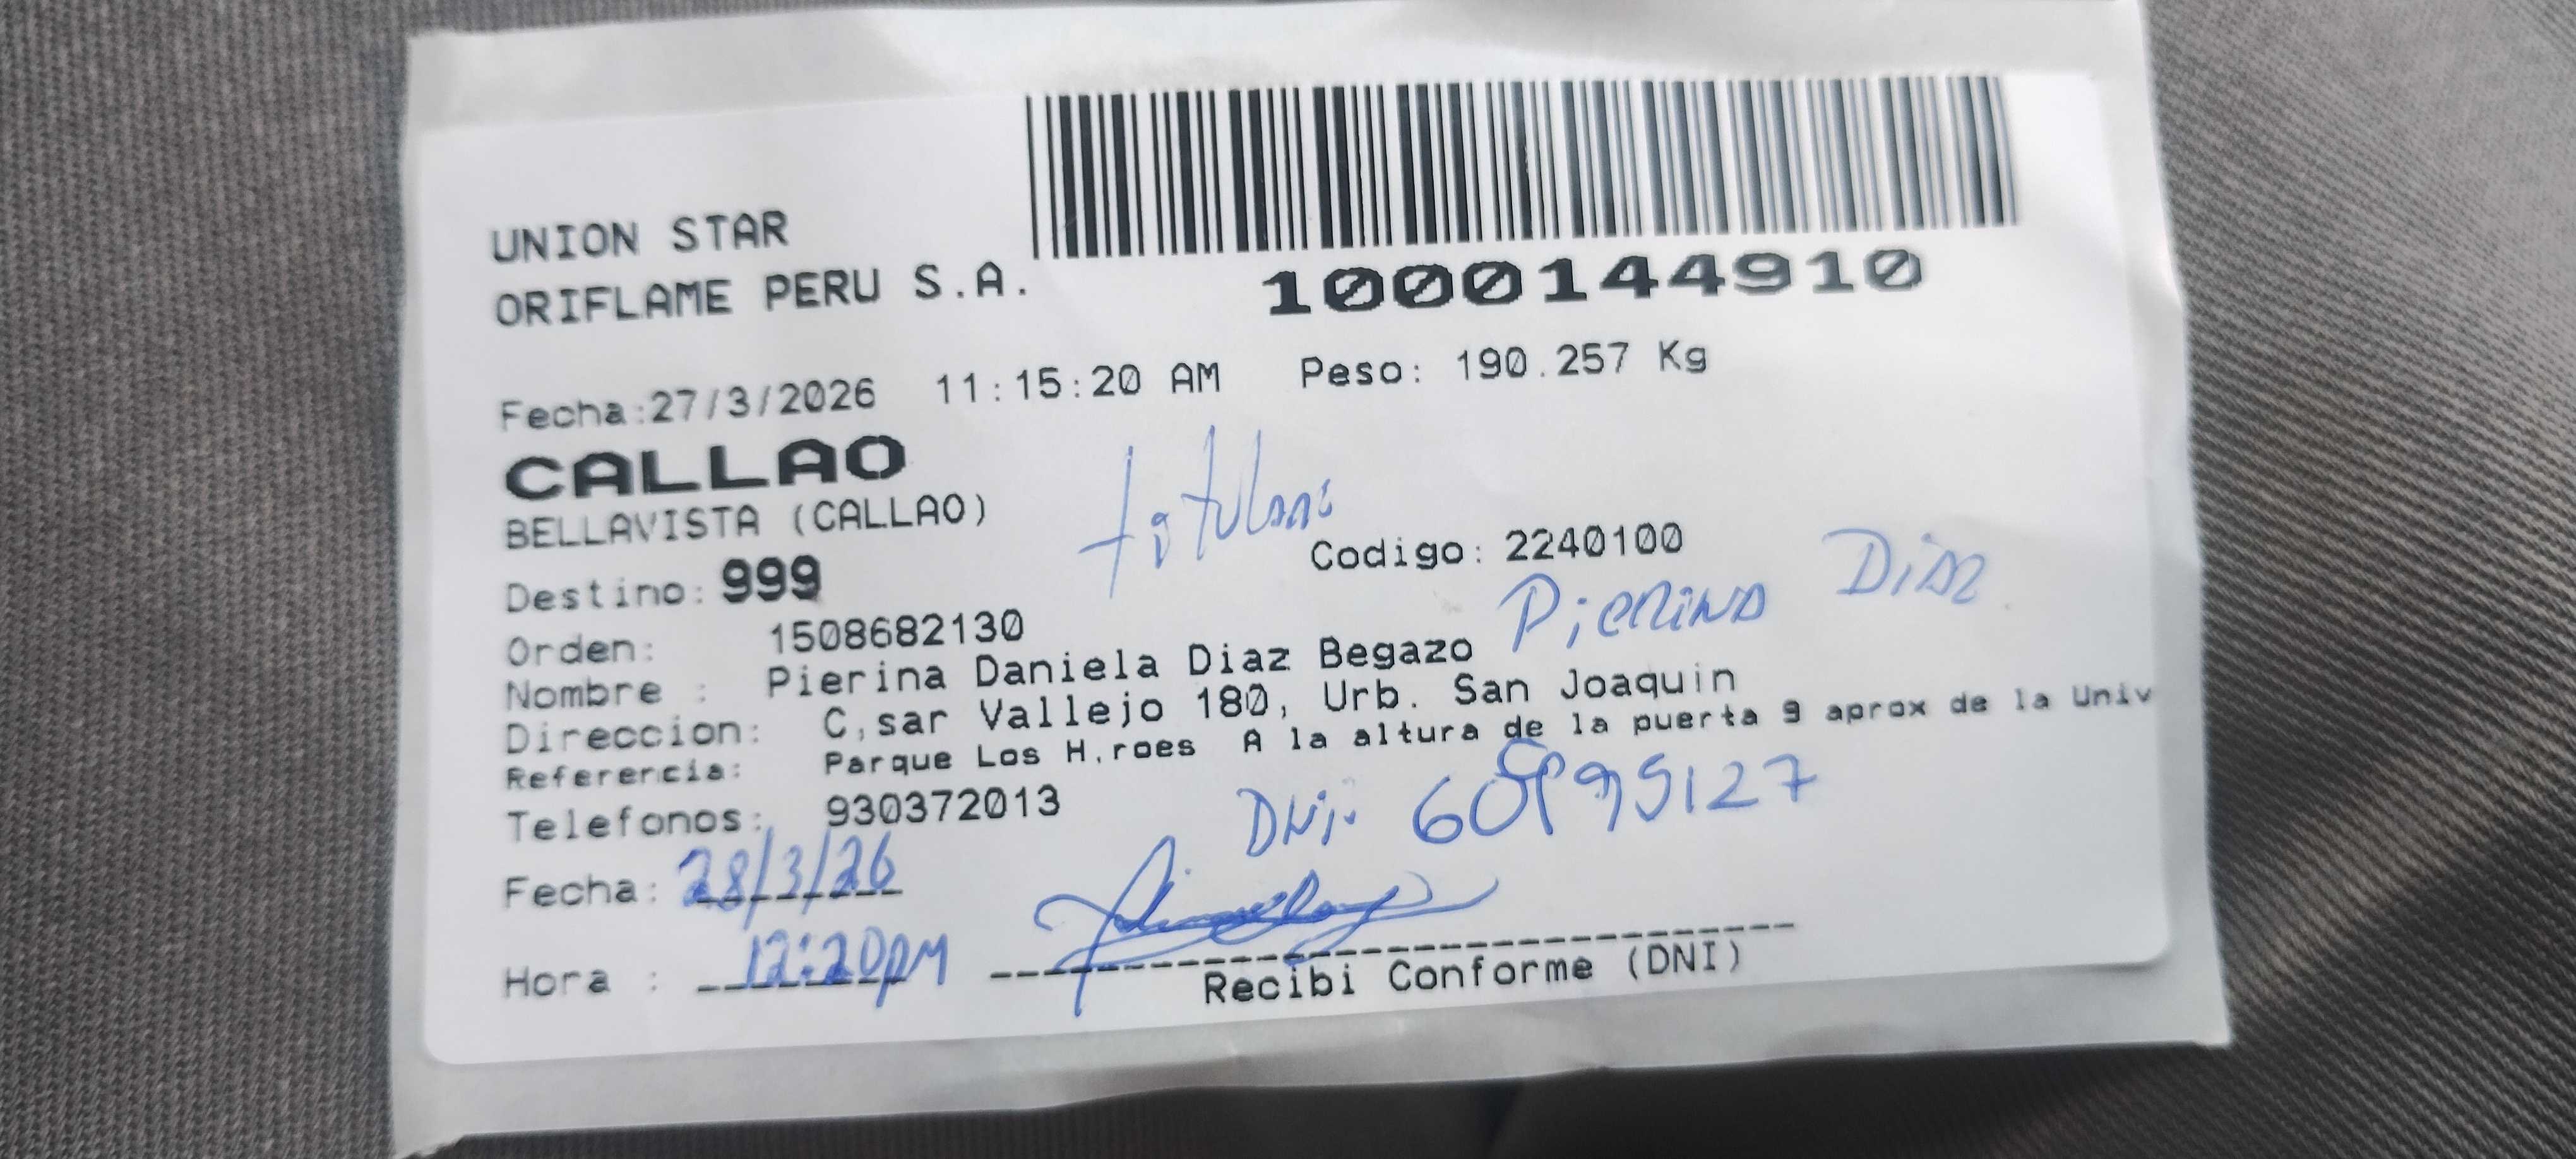 UNION STAR
ORIFLAME PERU S.A.
1000144910
Fecha:27/3/2026 11:15:20 AM Peso: 190.257 Kg
CALLAO
BELLAVISTA (CALLAO)
titular
Destino: 999 Codigo: 2240100
Orden: 1508682130
Pierina Diaz
Nombre : Pierina Daniela Diaz Begazo
Direccion: C,sar Vallejo 180, Urb. San Joaquin
Referencia: Parque Los H,roes A la altura de la puerta 9 aprox de la Univ
Telefonos: 930372013
DNI:
Fecha: 28/3/26
Hora : 12:20pm
Recibi Conforme (DNI)